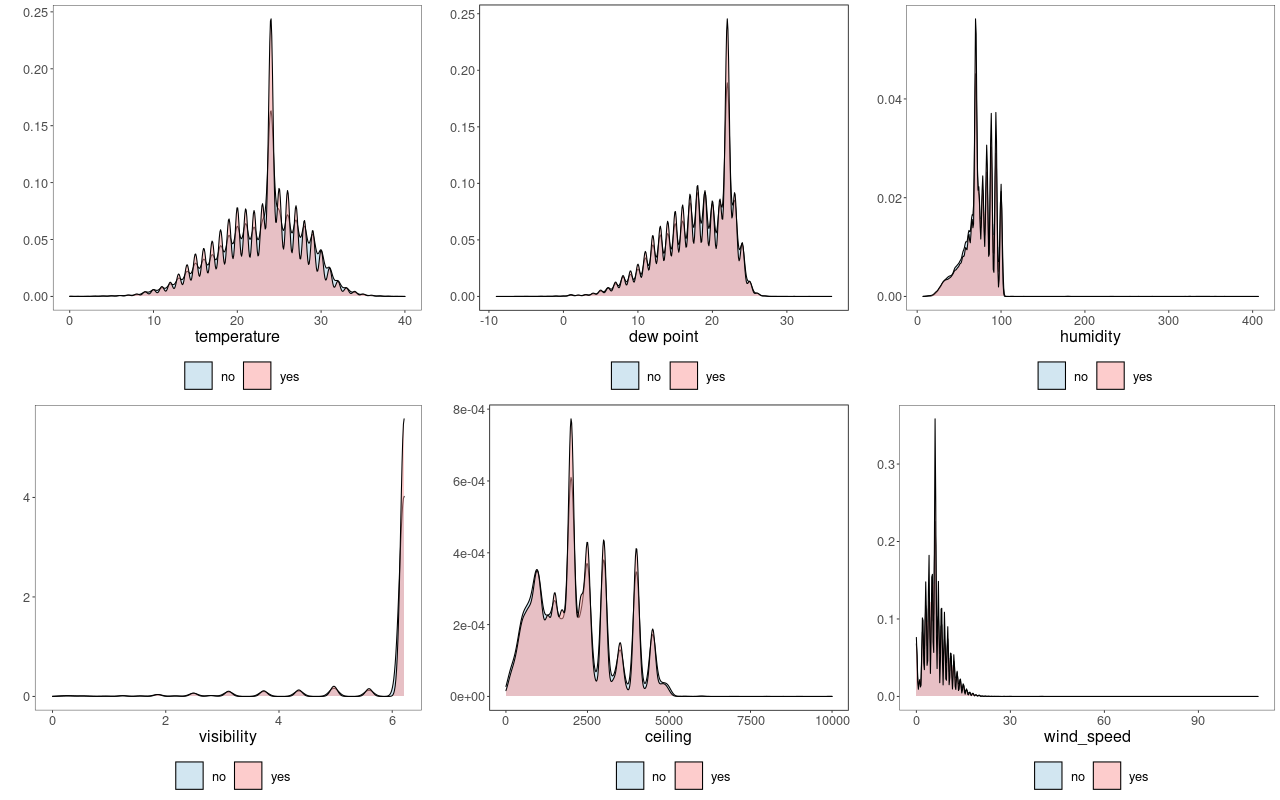 0.25
0.20
0.15
0.10
0.05
0.00
0 10 20 30 40
temperature
no yes
0.25
0.20
0.15
0.10
0.05
0.00
-10 0 10 20 30
dew point
no yes
0.04
0.02
0.00
0 100 200 300 400
humidity
no yes
4
2
0
0 2 4 6
visibility
no yes
8e-04
6e-04
4e-04
2e-04
0e+00
0 2500 5000 7500 10000
ceiling
no yes
0.3
0.2
0.1
0.0
0 30 60 90
wind_speed
no yes